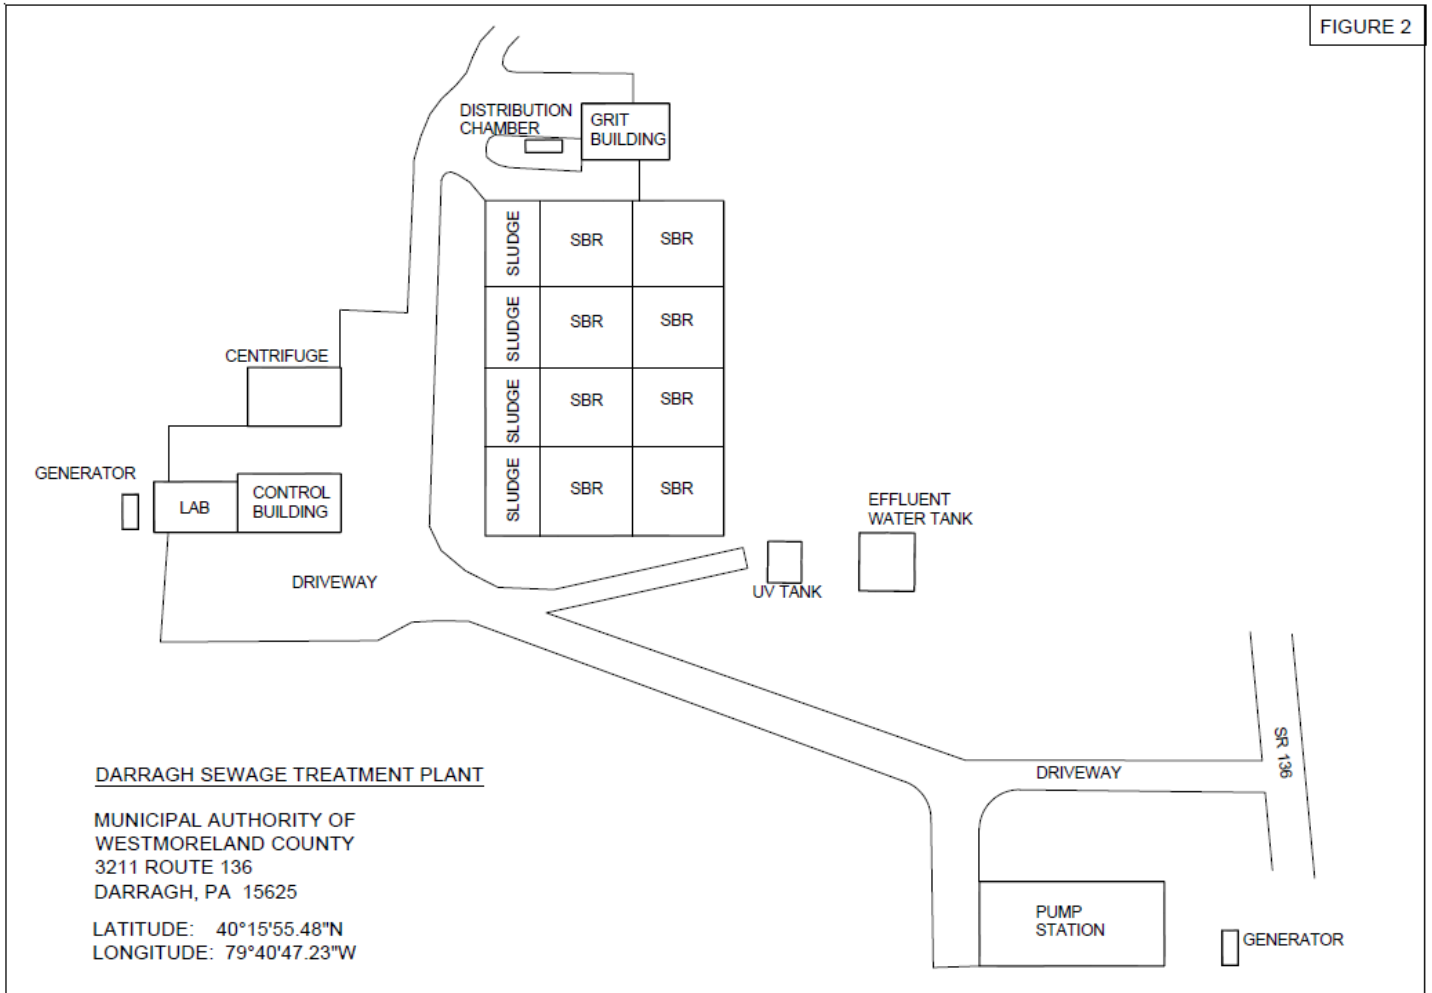 FIGURE 2
DISTRIBUTION
CHAMBER
GRIT
BUILDING
SLUDGE
SBR
SBR
SLUDGE
SBR
SBR
SLUDGE
SBR
SBR
SLUDGE
SBR
SBR
CENTRIFUGE
GENERATOR
LAB
CONTROL
BUILDING
EFFLUENT
WATER TANK
UV TANK
DRIVEWAY
SR 136
DRIVEWAY
DARRAGH SEWAGE TREATMENT PLANT
MUNICIPAL AUTHORITY OF
WESTMORELAND COUNTY
3211 ROUTE 136
DARRAGH, PA 15625
LATITUDE: 40°15'55.48"N
LONGITUDE: 79°40'47.23"W
PUMP
STATION
GENERATOR